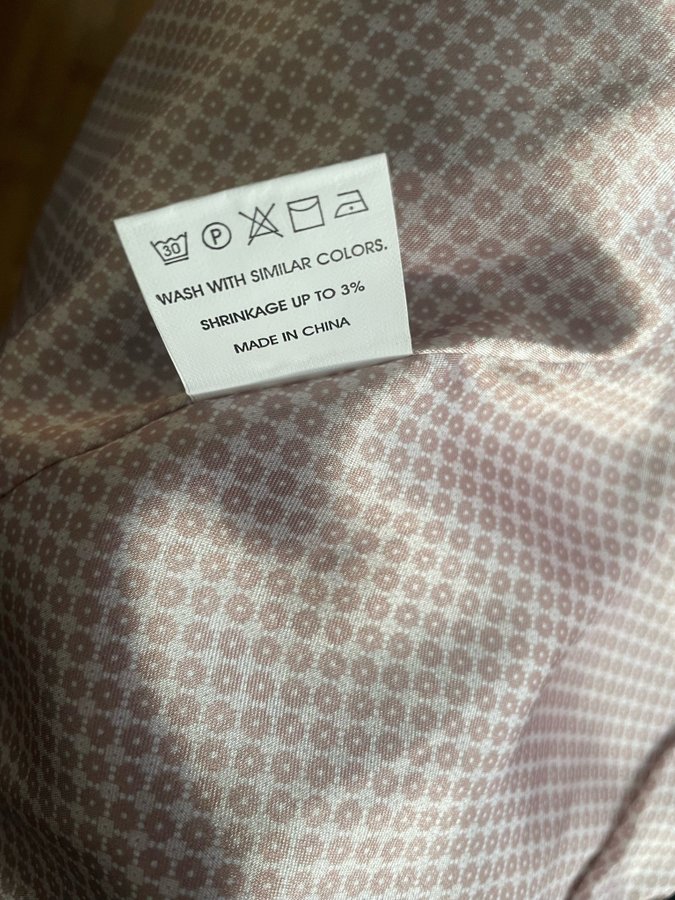 30 P
WASH WITH SIMILAR COLORS.
SHRINKAGE UP TO 3%
MADE IN CHINA